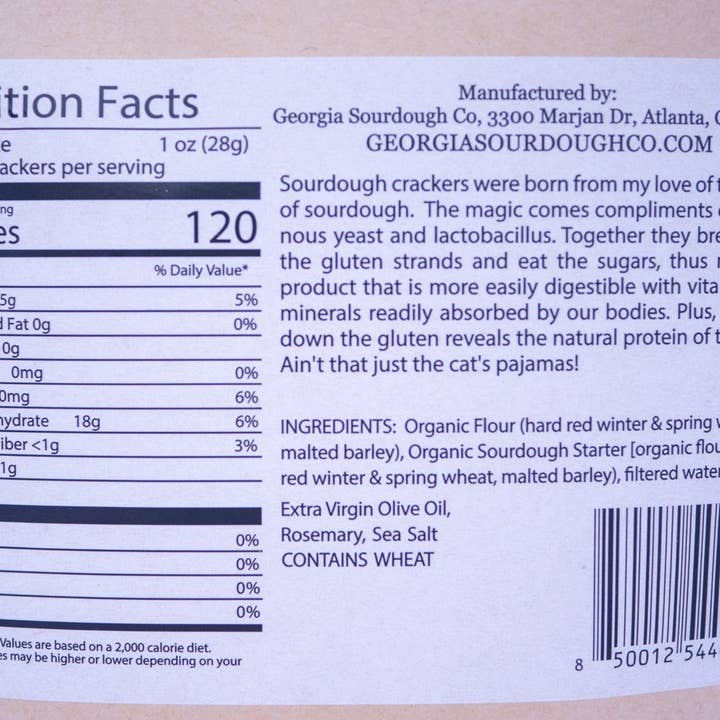 ition Facts
e 1 oz (28g)
ackers per serving
ng
es 120
% Daily Value*
5g 5%
d Fat 0g 0%
0g
0mg 0%
0mg 6%
ydrate 18g 6%
iber <1g 3%
1g
0%
0%
0%
0%
Values are based on a 2,000 calorie diet.
es may be higher or lower depending on your
Manufactured by:
Georgia Sourdough Co, 3300 Marjan Dr, Atlanta,
GEORGIASOURDOUGHCO.COM
Sourdough crackers were born from my love of
of sourdough. The magic comes compliments
nous yeast and lactobacillus. Together they bre
the gluten strands and eat the sugars, thus
product that is more easily digestible with vita
minerals readily absorbed by our bodies. Plus,
down the gluten reveals the natural protein of
Ain't that just the cat's pajamas!
INGREDIENTS: Organic Flour (hard red winter & spring
malted barley), Organic Sourdough Starter [organic flou
red winter & spring wheat, malted barley), filtered water
Extra Virgin Olive Oil,
Rosemary, Sea Salt
CONTAINS WHEAT
8 50012 544